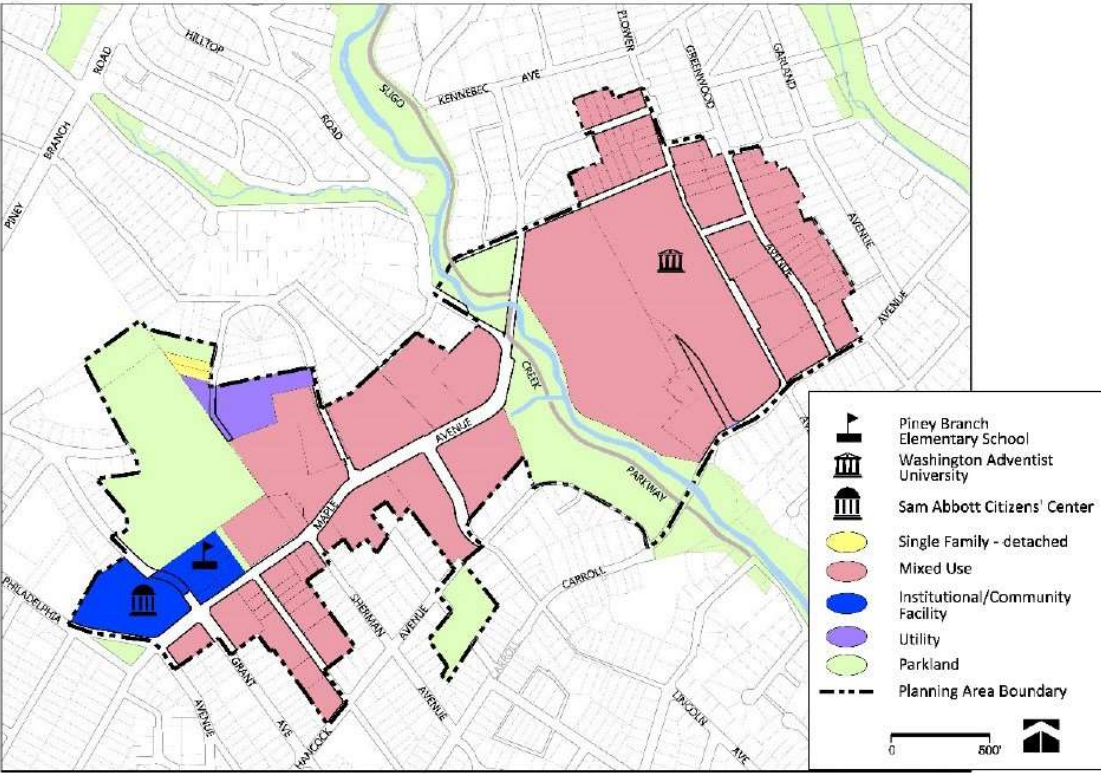 HILLTOP
ROAD
PINEY
BRANCH
ROAD
SLIGO
KENNEBEC
AVE
FLOWER
GREENWOOD
GARLAND
AVENUE
AVENUE
AVENUE
CREEK
PARKWAY
MAPLE
AVENUE
PHILADELPHIA
AVENUE
GRANT
AVE
HANCOCK
SHERMAN
AVENUE
AVENUE
CARROLL
CARROLL
LINCOLN
AVE
Piney Branch
Elementary School
Washington Adventist
University
Sam Abbott Citizens' Center
Single Family - detached
Mixed Use
Institutional/Community
Facility
Utility
Parkland
Planning Area Boundary
0 500'